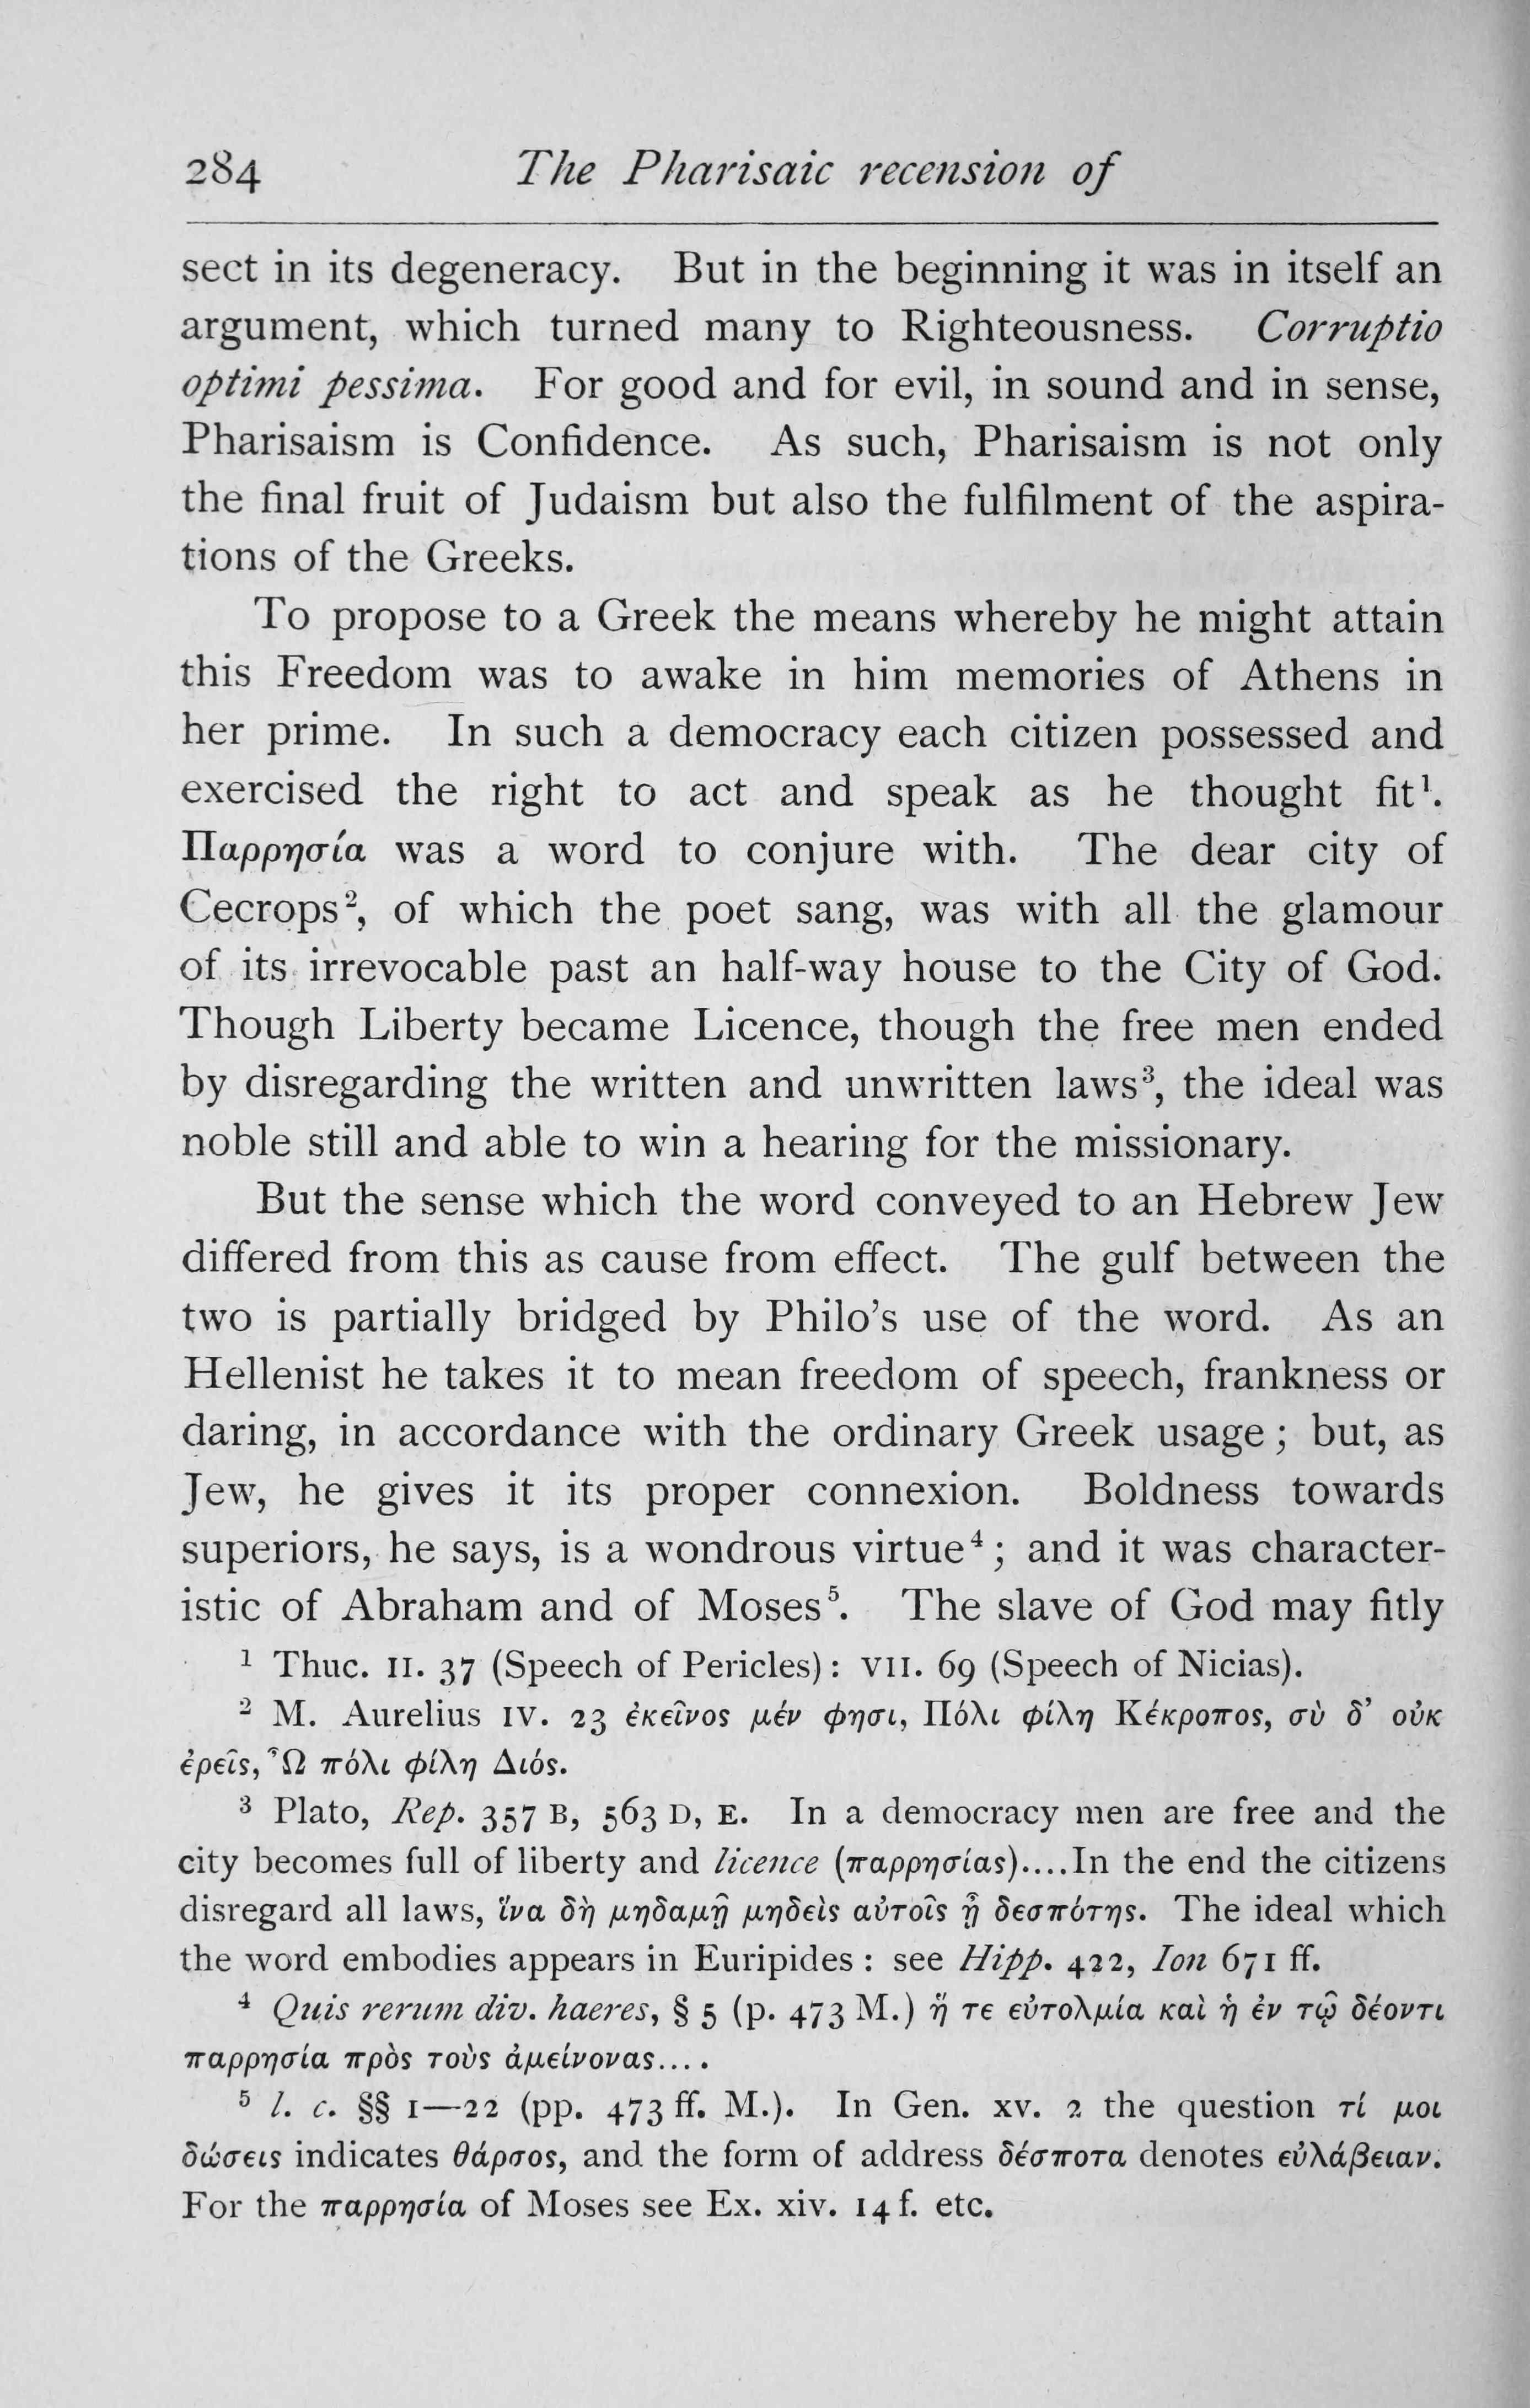 284 The Pharisaic recension of
sect in its degeneracy. But in the beginning it was in itself an
argument, which turned many to Righteousness. Corruptio
optimi pessima. For good and for evil, in sound and in sense,
Pharisaism is Confidence. As such, Pharisaism is not only
the final fruit of Judaism but also the fulfilment of the aspira-
tions of the Greeks.
To propose to a Greek the means whereby he might attain
this Freedom was to awake in him memories of Athens in
her prime. In such a democracy each citizen possessed and
exercised the right to act and speak as he thought fit¹.
Παρρησία was a word to conjure with. The dear city of
Cecrops², of which the poet sang, was with all the glamour
of its irrevocable past an half-way house to the City of God.
Though Liberty became Licence, though the free men ended
by disregarding the written and unwritten laws³, the ideal was
noble still and able to win a hearing for the missionary.
But the sense which the word conveyed to an Hebrew Jew
differed from this as cause from effect. The gulf between the
two is partially bridged by Philo's use of the word. As an
Hellenist he takes it to mean freedom of speech, frankness or
daring, in accordance with the ordinary Greek usage; but, as
Jew, he gives it its proper connexion. Boldness towards
superiors, he says, is a wondrous virtue⁴; and it was character-
istic of Abraham and of Moses⁵. The slave of God may fitly
¹ Thuc. II. 37 (Speech of Pericles): VII. 69 (Speech of Nicias).
² M. Aurelius IV. 23 ἐκεῖνος μέν φησι, Πόλι φίλη Κέκροπος, σὺ δ' οὐκ
ἐρεῖς, Ὦ πόλι φίλη Διός.
³ Plato, Rep. 357 B, 563 D, E. In a democracy men are free and the
city becomes full of liberty and licence (παρρησίας)....In the end the citizens
disregard all laws, ἵνα δὴ μηδαμῇ μηδεὶς αὐτοῖς ᾖ δεσπότης. The ideal which
the word embodies appears in Euripides: see Hipp. 422, Ion 671 ff.
⁴ Quis rerum div. haeres, § 5 (p. 473 M.) ἥ τε εὐτολμία καὶ ἡ ἐν τῷ δέοντι
παρρησία πρὸς τοὺς ἀμείνονας....
⁵ l. c. §§ 1—22 (pp. 473 ff. M.). In Gen. xv. 2 the question τί μοι
δώσεις indicates θάρσος, and the form of address δέσποτα denotes εὐλάβειαν.
For the παρρησία of Moses see Ex. xiv. 14 f. etc.